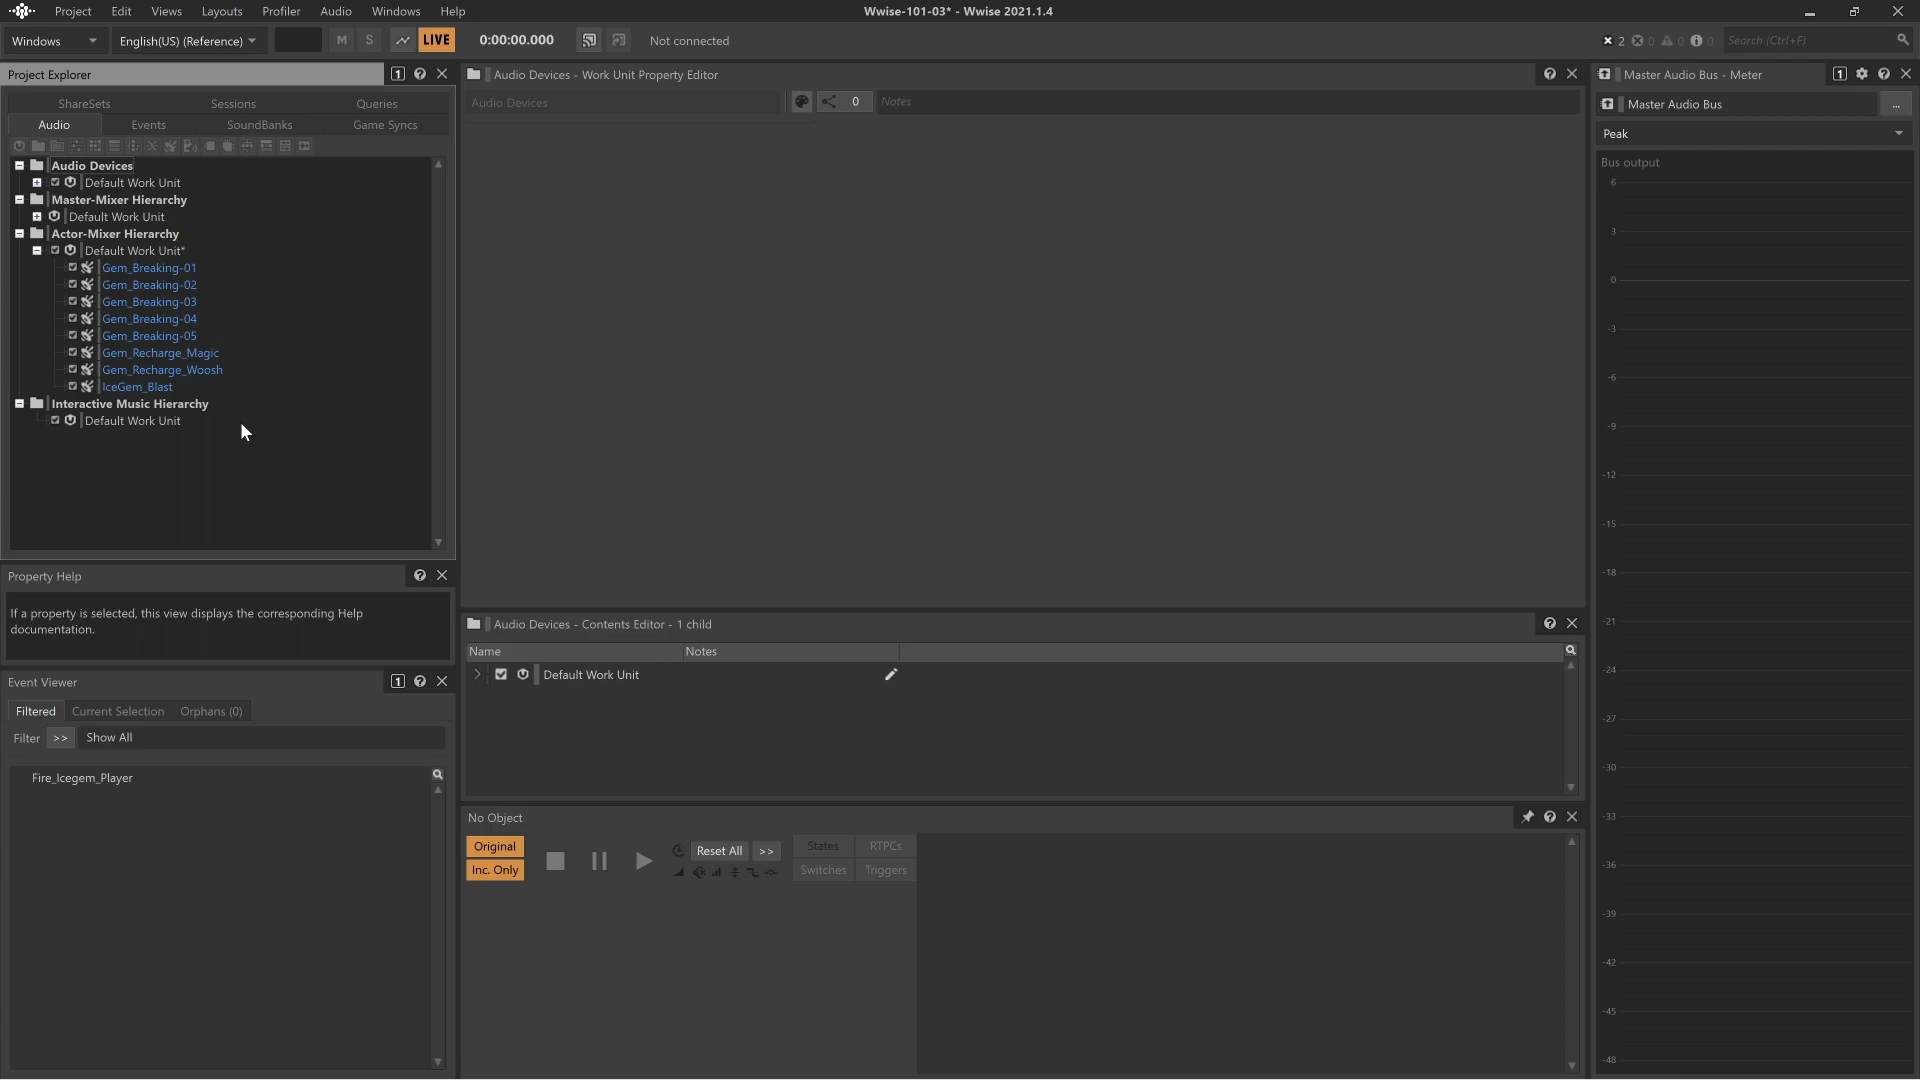 Project Edit Views Layouts Profiler Audio Windows Help
Wwise-101-03* - Wwise 2021.1.4
Windows
English(US) (Reference)
M S
LIVE
0:00:00.000
Not connected
2 0 0 0
Search (Ctrl+F)
Project Explorer
1
ShareSets Sessions Queries
Audio Events SoundBanks Game Syncs
Audio Devices
Default Work Unit
Master-Mixer Hierarchy
Default Work Unit
Actor-Mixer Hierarchy
Default Work Unit*
Gem_Breaking-01
Gem_Breaking-02
Gem_Breaking-03
Gem_Breaking-04
Gem_Breaking-05
Gem_Recharge_Magic
Gem_Recharge_Woosh
IceGem_Blast
Interactive Music Hierarchy
Default Work Unit
Property Help
If a property is selected, this view displays the corresponding Help
documentation.
Event Viewer
1
Filtered Current Selection Orphans (0)
Filter >> Show All
Fire_Icegem_Player
Audio Devices - Work Unit Property Editor
Audio Devices
0
Notes
Audio Devices - Contents Editor - 1 child
Name Notes
Default Work Unit
No Object
Original
Inc. Only
Reset All >>
States RTPCs
Switches Triggers
Master Audio Bus - Meter
1
Master Audio Bus
...
Peak
Bus output
6
3
0
-3
-6
-9
-12
-15
-18
-21
-24
-27
-30
-33
-36
-39
-42
-45
-48